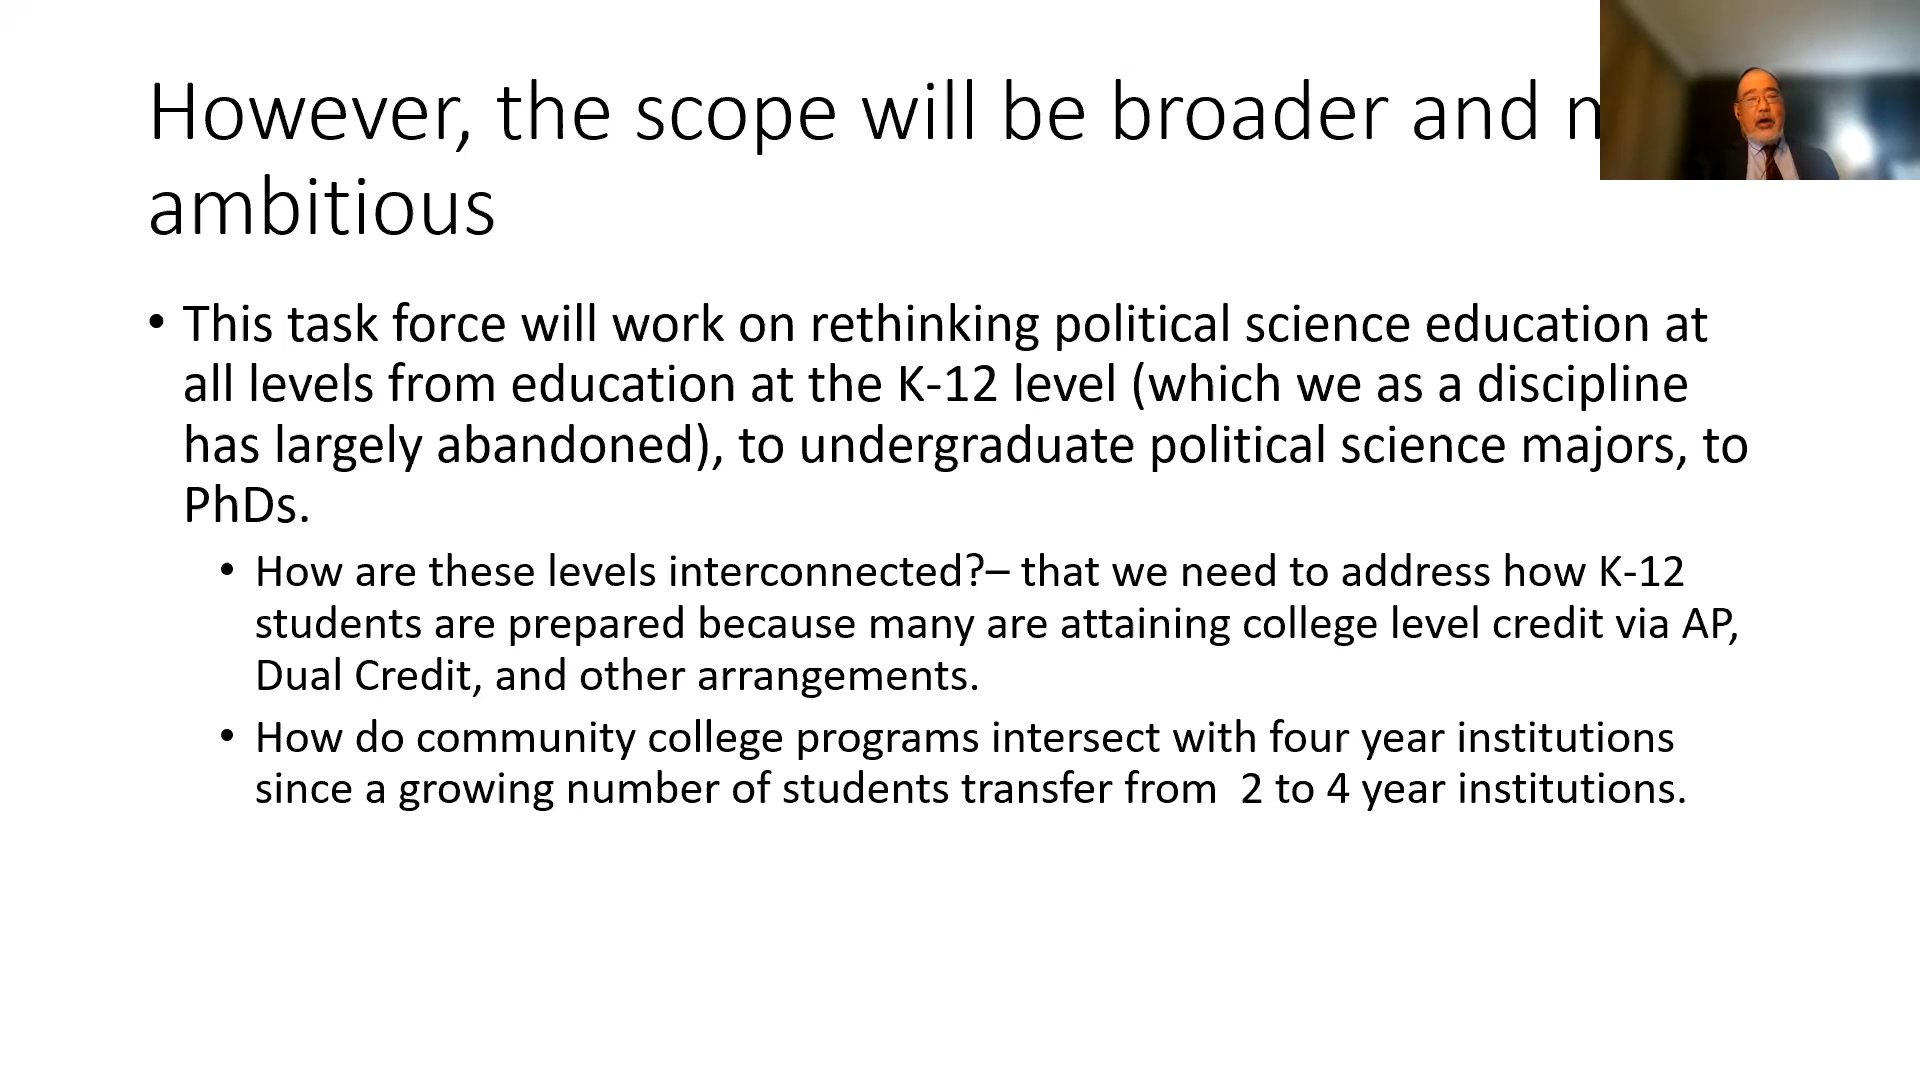 However, the scope will be broader and
ambitious
• This task force will work on rethinking political science education at
all levels from education at the K-12 level (which we as a discipline
has largely abandoned), to undergraduate political science majors, to
PhDs.
• How are these levels interconnected?– that we need to address how K-12
students are prepared because many are attaining college level credit via AP,
Dual Credit, and other arrangements.
• How do community college programs intersect with four year institutions
since a growing number of students transfer from  2 to 4 year institutions.